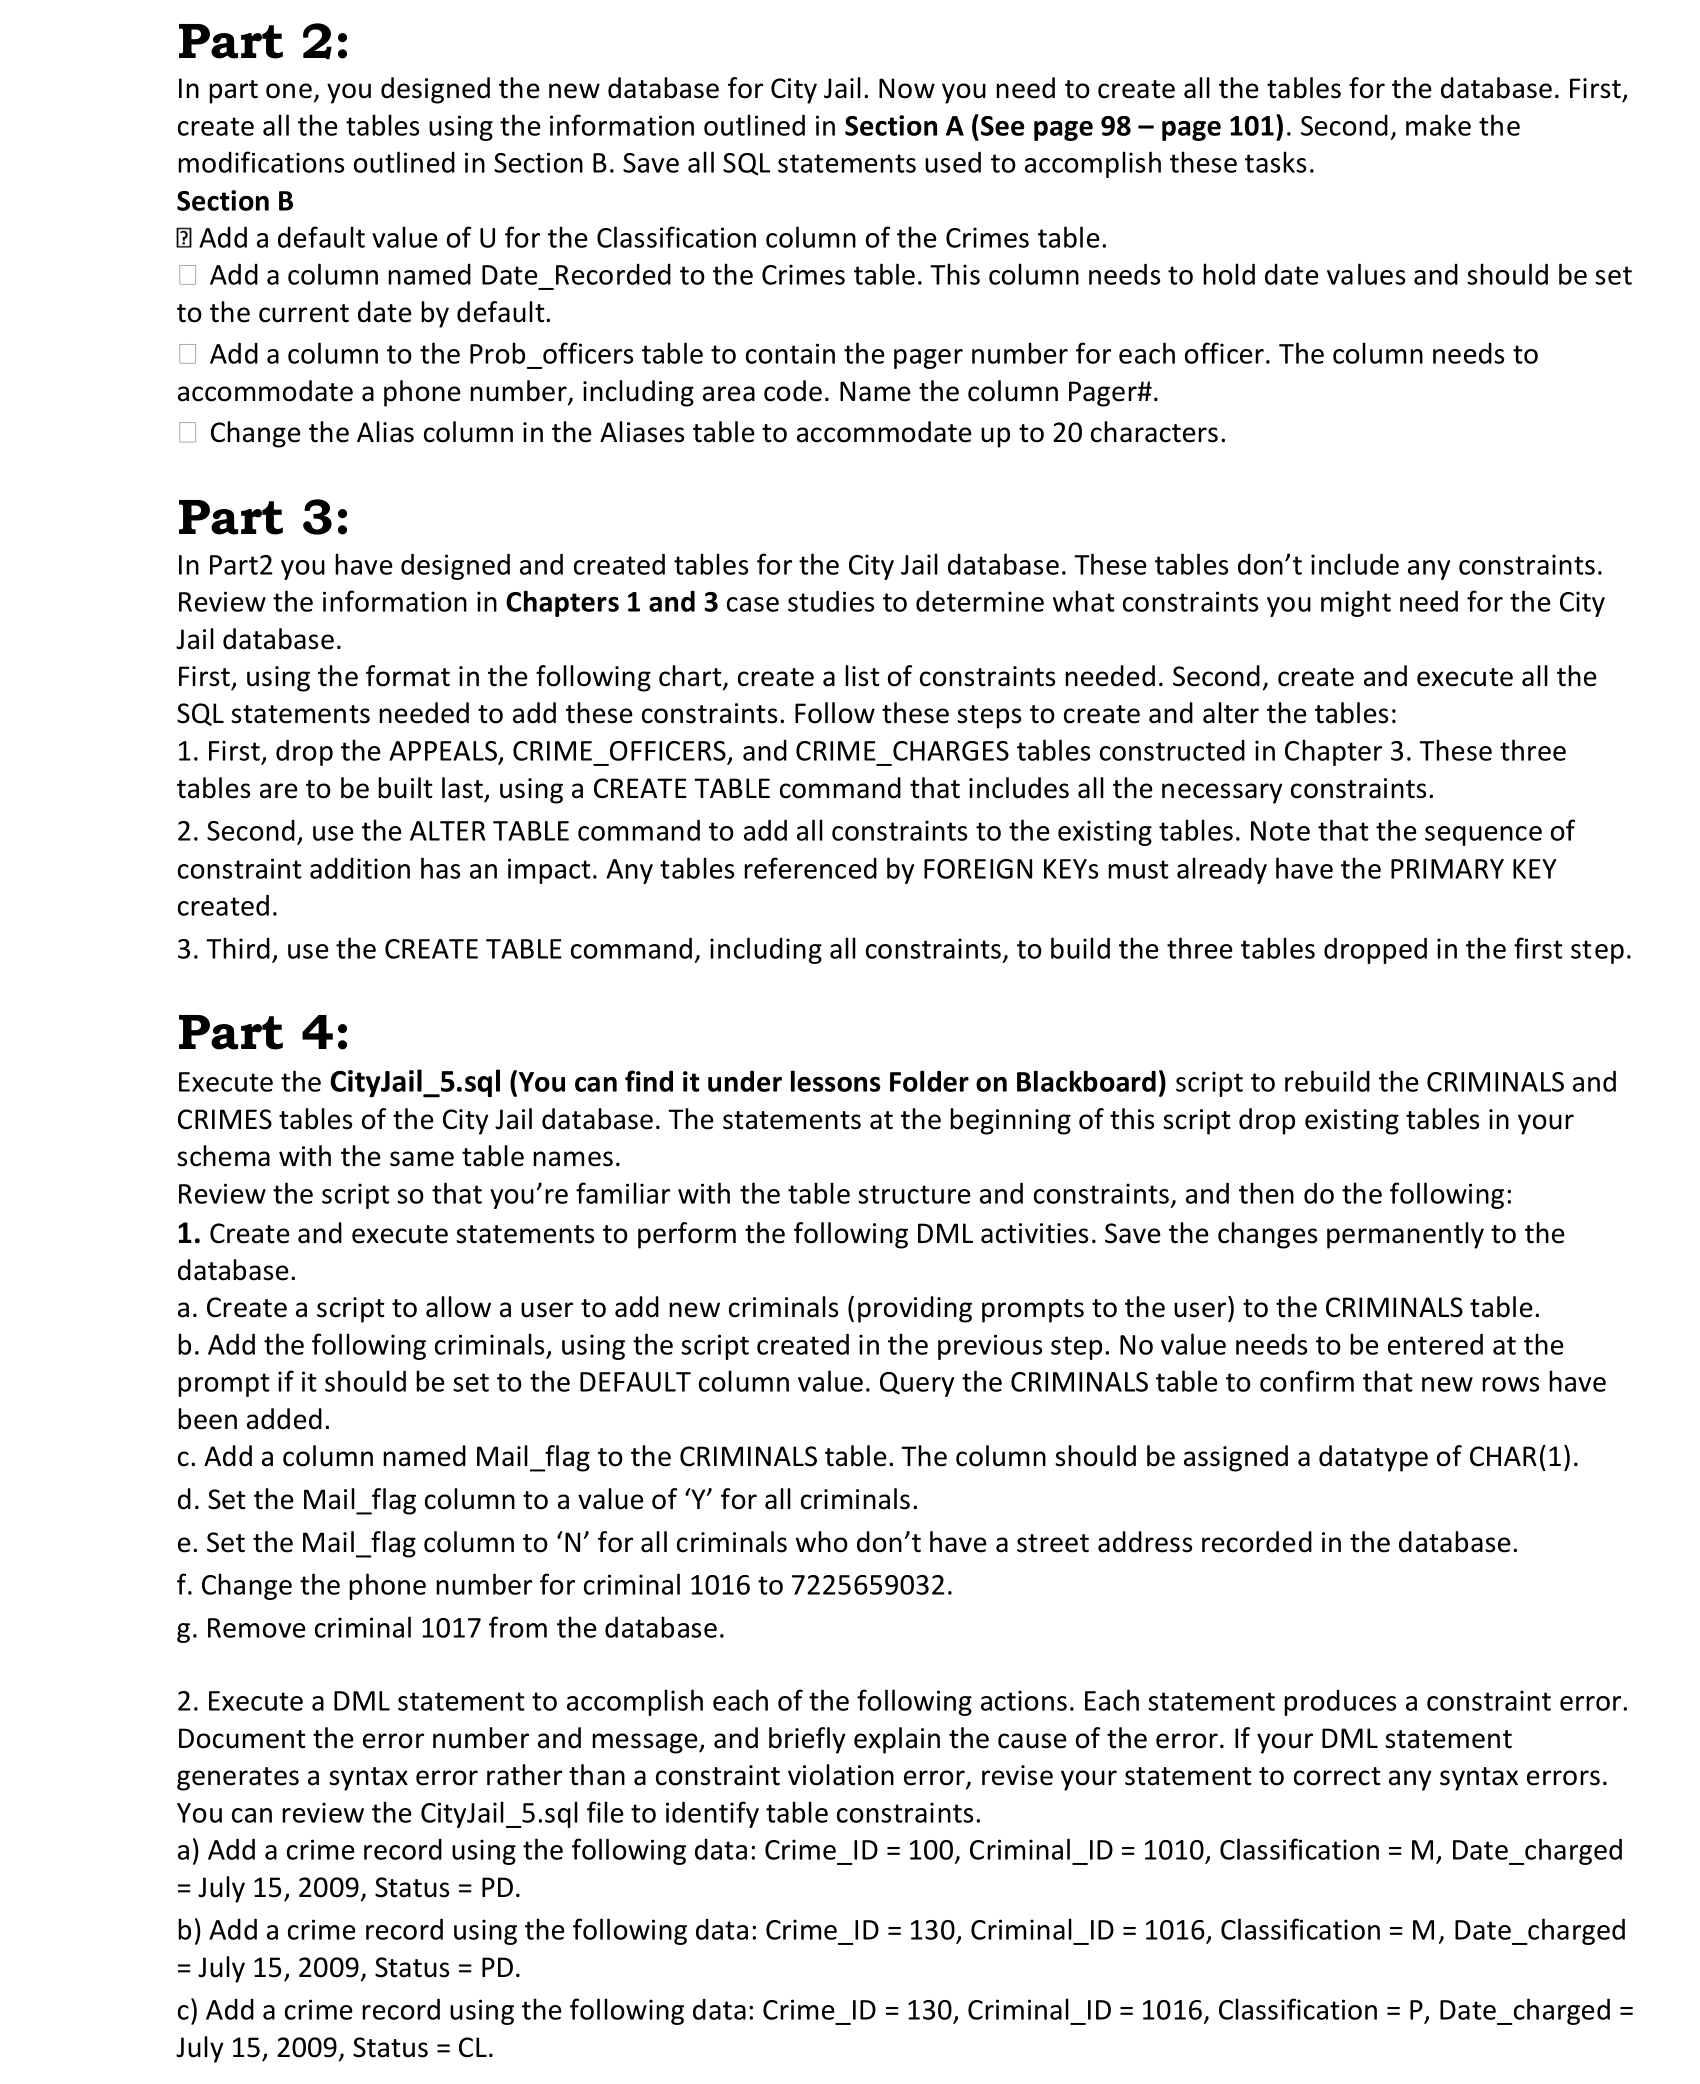 Part 2:
In part one, you designed the new database for City Jail. Now you need to create all the tables for the database. First,
create all the tables using the information outlined in Section A (See page 98 – page 101). Second, make the
modifications outlined in Section B. Save all SQL statements used to accomplish these tasks.
Section B
⍰ Add a default value of U for the Classification column of the Crimes table.
□ Add a column named Date_Recorded to the Crimes table. This column needs to hold date values and should be set
to the current date by default.
□ Add a column to the Prob_officers table to contain the pager number for each officer. The column needs to
accommodate a phone number, including area code. Name the column Pager#.
□ Change the Alias column in the Aliases table to accommodate up to 20 characters.
Part 3:
In Part2 you have designed and created tables for the City Jail database. These tables don’t include any constraints.
Review the information in Chapters 1 and 3 case studies to determine what constraints you might need for the City
Jail database.
First, using the format in the following chart, create a list of constraints needed. Second, create and execute all the
SQL statements needed to add these constraints. Follow these steps to create and alter the tables:
1. First, drop the APPEALS, CRIME_OFFICERS, and CRIME_CHARGES tables constructed in Chapter 3. These three
tables are to be built last, using a CREATE TABLE command that includes all the necessary constraints.
2. Second, use the ALTER TABLE command to add all constraints to the existing tables. Note that the sequence of
constraint addition has an impact. Any tables referenced by FOREIGN KEYs must already have the PRIMARY KEY
created.
3. Third, use the CREATE TABLE command, including all constraints, to build the three tables dropped in the first step.
Part 4:
Execute the CityJail_5.sql (You can find it under lessons Folder on Blackboard) script to rebuild the CRIMINALS and
CRIMES tables of the City Jail database. The statements at the beginning of this script drop existing tables in your
schema with the same table names.
Review the script so that you’re familiar with the table structure and constraints, and then do the following:
1. Create and execute statements to perform the following DML activities. Save the changes permanently to the
database.
a. Create a script to allow a user to add new criminals (providing prompts to the user) to the CRIMINALS table.
b. Add the following criminals, using the script created in the previous step. No value needs to be entered at the
prompt if it should be set to the DEFAULT column value. Query the CRIMINALS table to confirm that new rows have
been added.
c. Add a column named Mail_flag to the CRIMINALS table. The column should be assigned a datatype of CHAR(1).
d. Set the Mail_flag column to a value of ‘Y’ for all criminals.
e. Set the Mail_flag column to ‘N’ for all criminals who don’t have a street address recorded in the database.
f. Change the phone number for criminal 1016 to 7225659032.
g. Remove criminal 1017 from the database.
2. Execute a DML statement to accomplish each of the following actions. Each statement produces a constraint error.
Document the error number and message, and briefly explain the cause of the error. If your DML statement
generates a syntax error rather than a constraint violation error, revise your statement to correct any syntax errors.
You can review the CityJail_5.sql file to identify table constraints.
a) Add a crime record using the following data: Crime_ID = 100, Criminal_ID = 1010, Classification = M, Date_charged
= July 15, 2009, Status = PD.
b) Add a crime record using the following data: Crime_ID = 130, Criminal_ID = 1016, Classification = M, Date_charged
= July 15, 2009, Status = PD.
c) Add a crime record using the following data: Crime_ID = 130, Criminal_ID = 1016, Classification = P, Date_charged =
July 15, 2009, Status = CL.